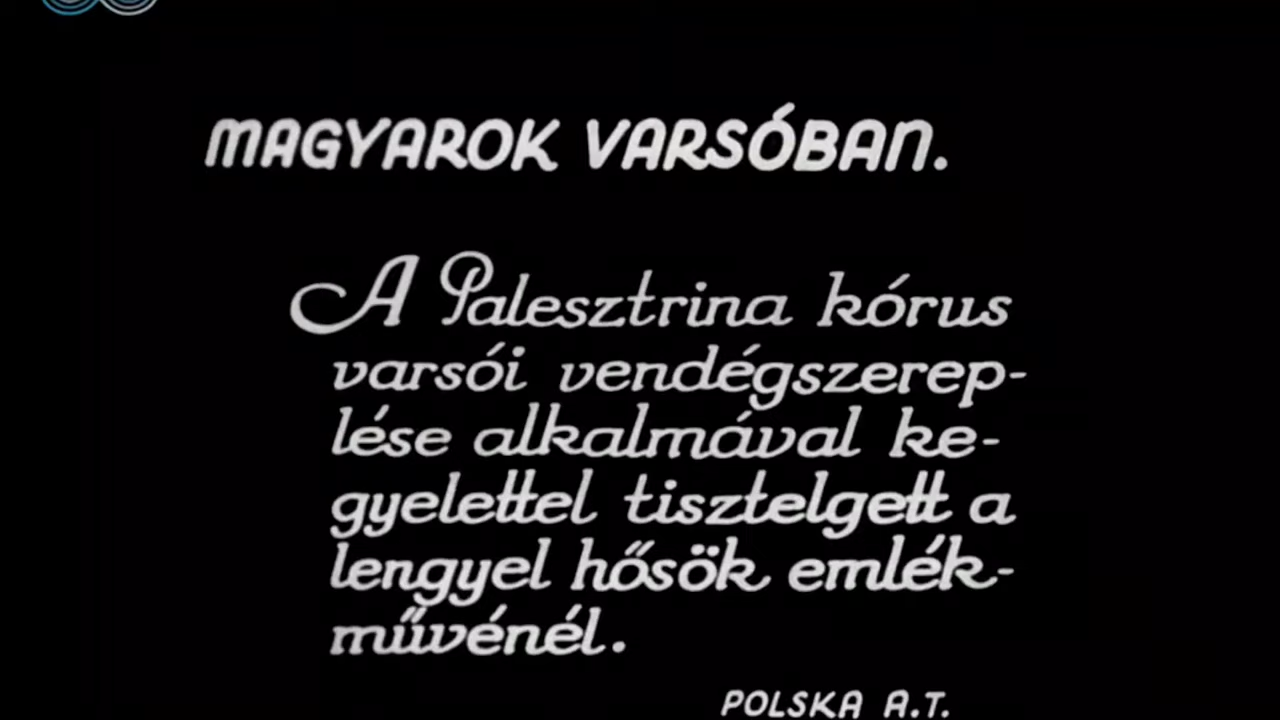 MAGYAROK VARSÓBAN.
A Palesztrina kórus
varsói vendégszerep-
lése alkalmával ke-
gyelettel tisztelgett a
lengyel hősök emlék-
művénél.
POLSKA A.T.